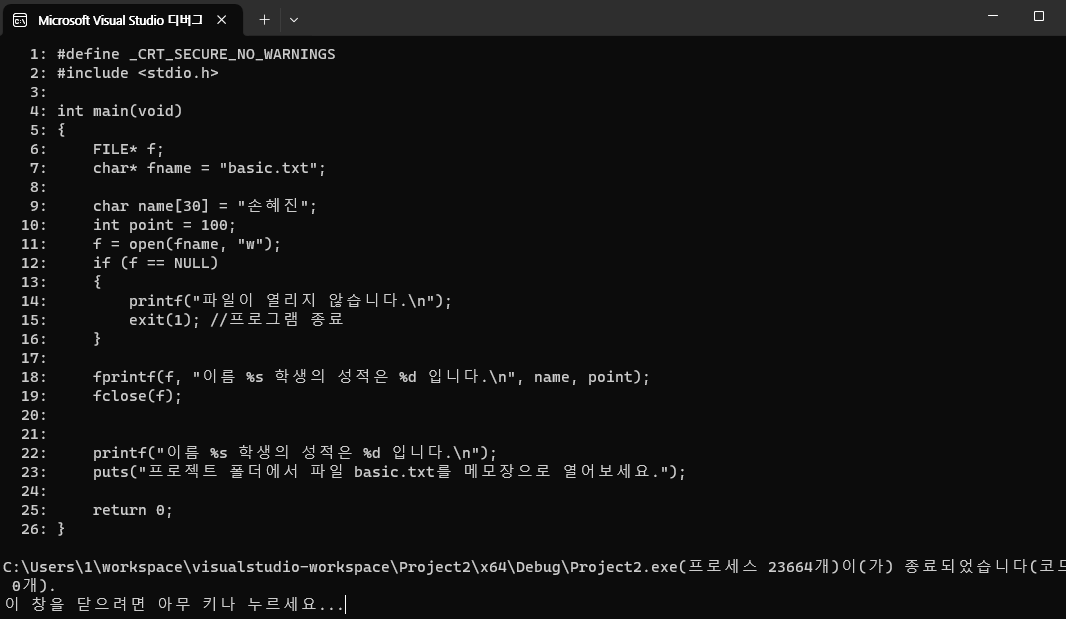 Microsoft Visual Studio 디버그
1: #define _CRT_SECURE_NO_WARNINGS
2: #include <stdio.h>
3:
4: int main(void)
5: {
6:     FILE* f;
7:     char* fname = "basic.txt";
8:
9:     char name[30] = "손혜진";
10:     int point = 100;
11:     f = open(fname, "w");
12:     if (f == NULL)
13:     {
14:         printf("파일이 열리지 않습니다.\n");
15:         exit(1); //프로그램 종료
16:     }
17:
18:     fprintf(f, "이름 %s 학생의 성적은 %d 입니다.\n", name, point);
19:     fclose(f);
20:
21:
22:     printf("이름 %s 학생의 성적은 %d 입니다.\n");
23:     puts("프로젝트 폴더에서 파일 basic.txt를 메모장으로 열어보세요.");
24:
25:     return 0;
26: }
C:\Users\1\workspace\visualstudio-workspace\Project2\x64\Debug\Project2.exe(프로세스 23664개)이(가) 종료되었습니다(코드
0개).
이 창을 닫으려면 아무 키나 누르세요...